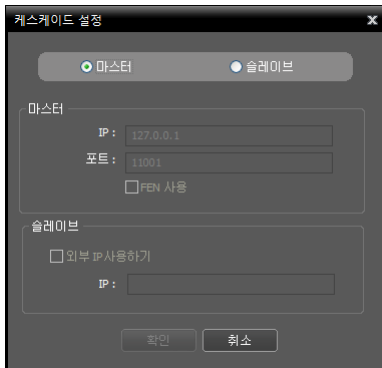 케스케이드 설정 x
마스터 슬레이브
마스터
IP : 127.0.0.1
포트 : 11001
FEN 사용
슬레이브
외부 IP 사용하기
IP :
확인 취소